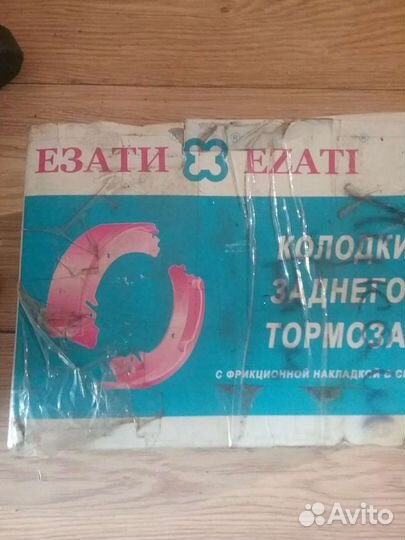 ЕЗАТИ ® EZATI ®
КОЛОДКИ
ЗАДНЕГО
ТОРМОЗА
С ФРИКЦИОННОЙ НАКЛАДКОЙ В
Avito